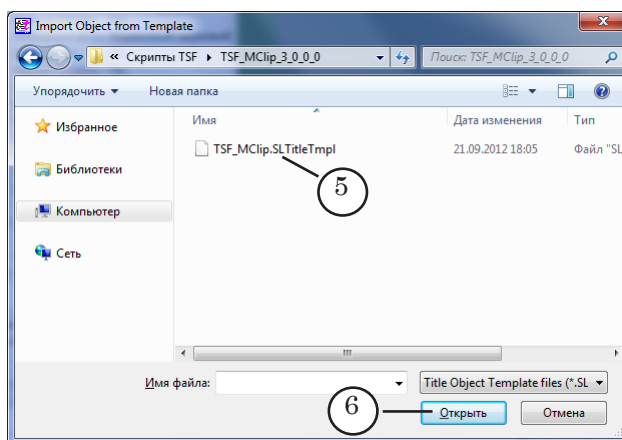 Import Object from Template
« Скрипты TSF ▸ TSF_MClip_3_0_0_0
Поиск: TSF_MClip_3_0_0_0
Упорядочить Новая папка
Избранное
Библиотеки
Компьютер
Сеть
Имя Дата изменения Тип
TSF_MClip.SLTitleTmpl 21.09.2012 18:05 Файл "SL
5
Имя файла: Title Object Template files (*.SL
6 Открыть Отмена